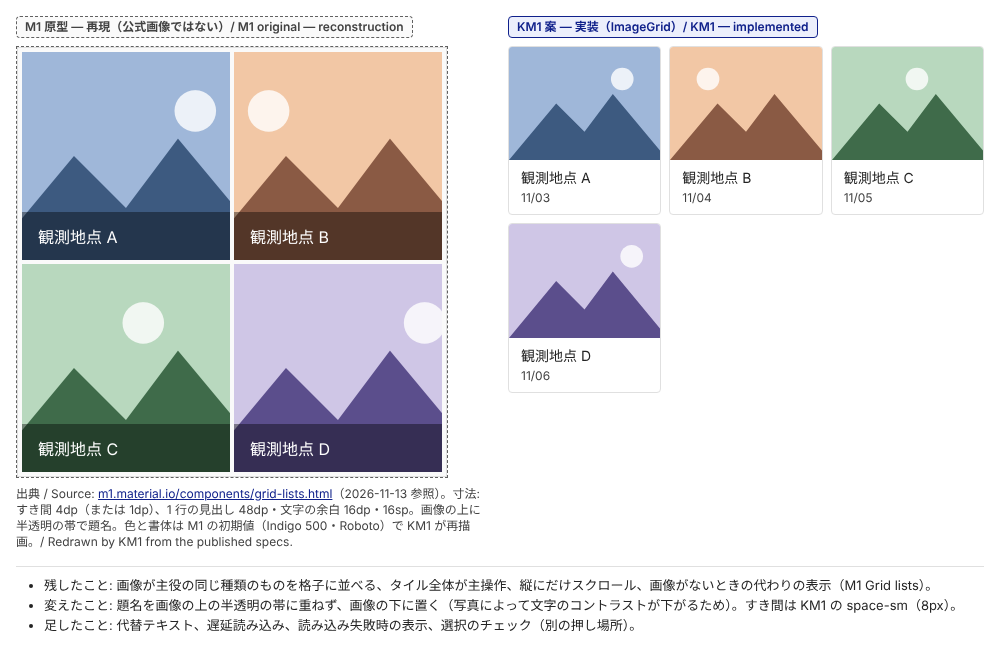 M1 原型 — 再現（公式画像ではない）/ M1 original — reconstruction
観測地点 A
観測地点 B
観測地点 C
観測地点 D
出典 / Source: m1.material.io/components/grid-lists.html（2026-11-13 参照）。寸法:
すき間 4dp（または 1dp）、1 行の見出し 48dp・文字の余白 16dp・16sp。画像の上に
半透明の帯で題名。色と書体は M1 の初期値（Indigo 500・Roboto）で KM1 が再描
画。/ Redrawn by KM1 from the published specs.
KM1 案 — 実装（ImageGrid）/ KM1 — implemented
観測地点 A
11/03
観測地点 B
11/04
観測地点 C
11/05
観測地点 D
11/06
• 残したこと: 画像が主役の同じ種類のものを格子に並べる、タイル全体が主操作、縦にだけスクロール、画像がないときの代わりの表示（M1 Grid lists）。
• 変えたこと: 題名を画像の上の半透明の帯に重ねず、画像の下に置く（写真によって文字のコントラストが下がるため）。すき間は KM1 の space-sm（8px）。
• 足したこと: 代替テキスト、遅延読み込み、読み込み失敗時の表示、選択のチェック（別の押し場所）。